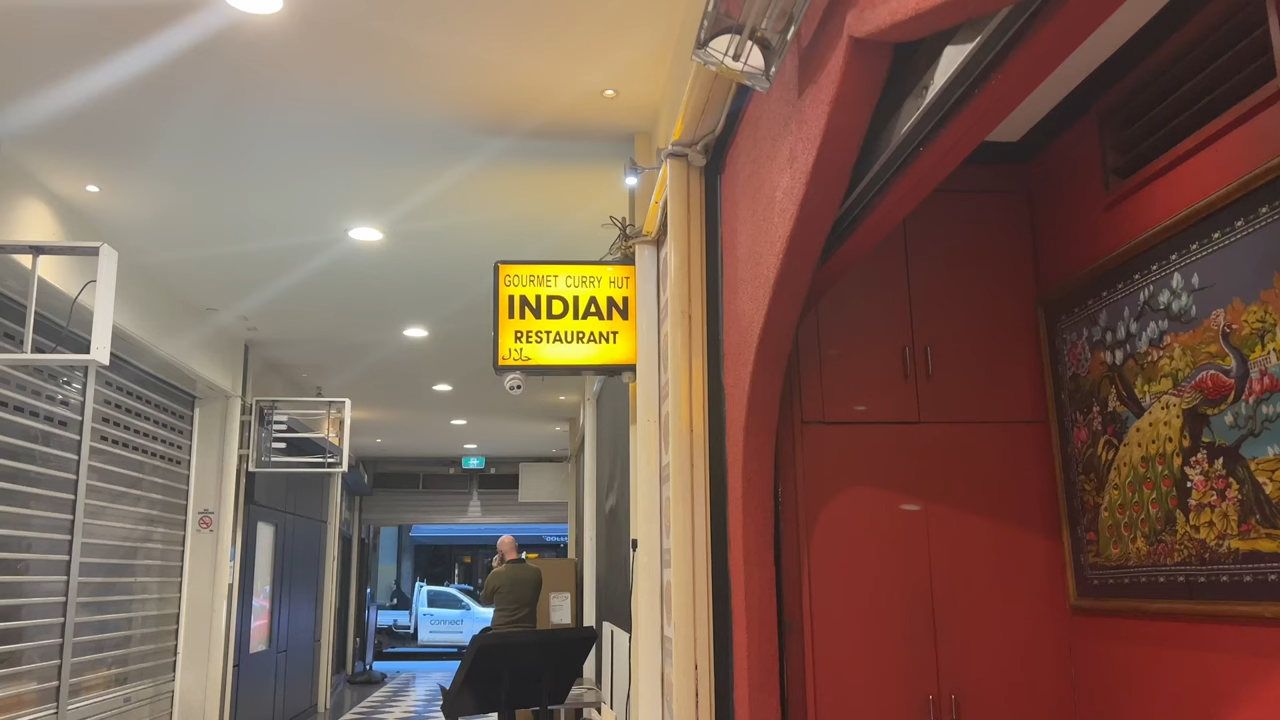 GOURMET CURRY HUT
INDIAN
RESTAURANT
حلال
connect